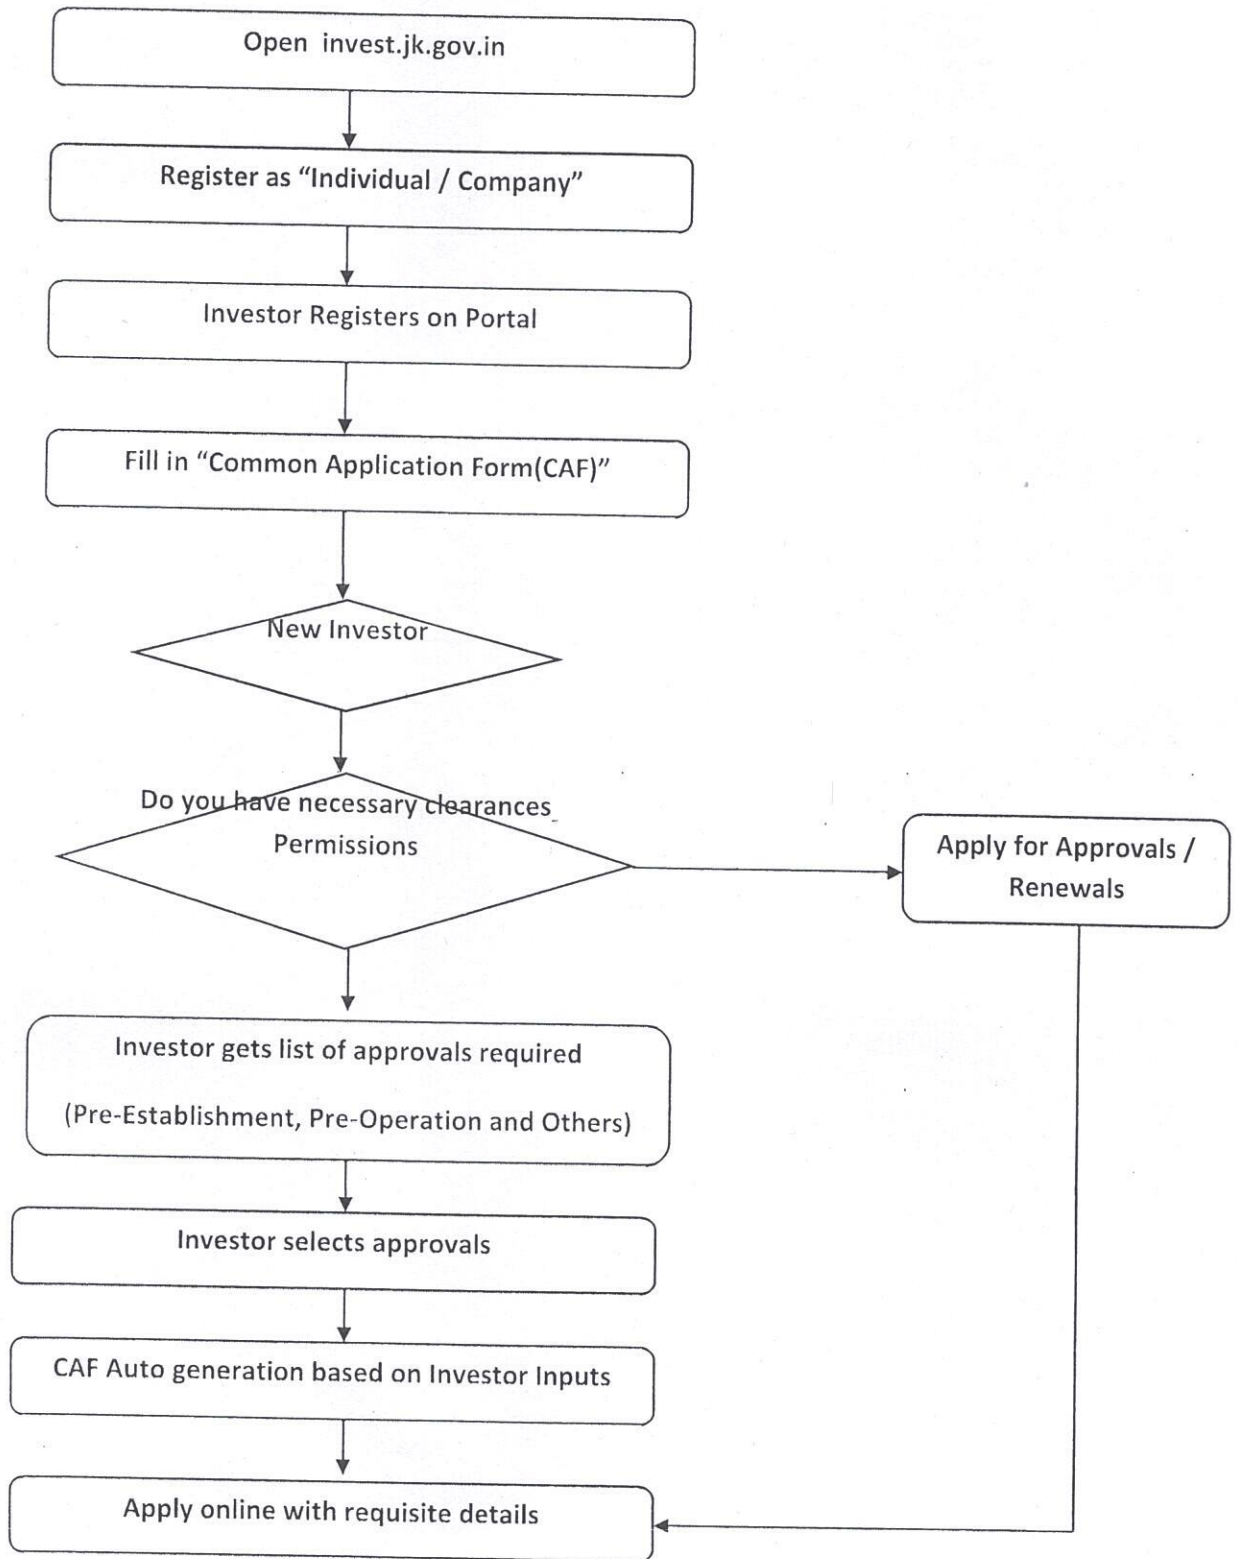 Open invest.jk.gov.in
Register as “Individual / Company”
Investor Registers on Portal
Fill in “Common Application Form(CAF)”
New Investor
Do you have necessary clearances
Permissions
Apply for Approvals /
Renewals
Investor gets list of approvals required
(Pre-Establishment, Pre-Operation and Others)
Investor selects approvals
CAF Auto generation based on Investor Inputs
Apply online with requisite details